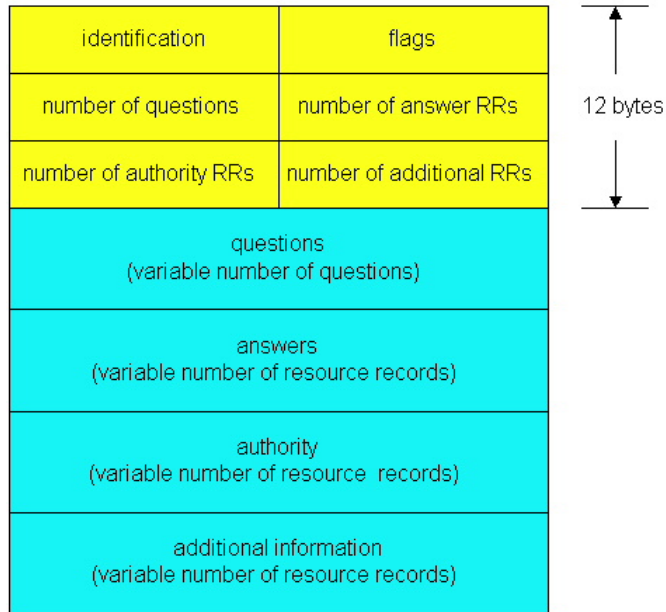 identification
flags
number of questions
number of answer RRs
12 bytes
number of authority RRs
number of additional RRs
questions
(variable number of questions)
answers
(variable number of resource records)
authority
(variable number of resource records)
additional information
(variable number of resource records)